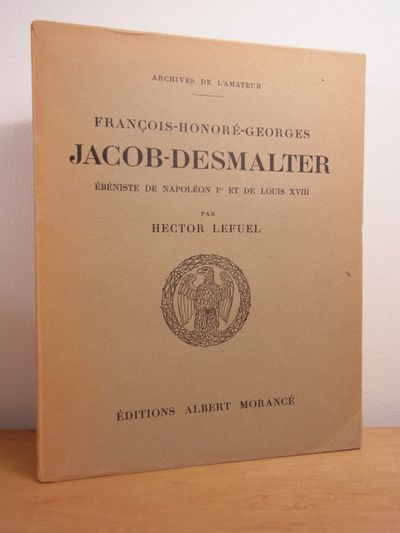 ARCHIVES DE L'AMATEUR
FRANÇOIS-HONORÉ-GEORGES
JACOB-DESMALTER
ÉBÉNISTE DE NAPOLÉON Ier ET DE LOUIS XVIII
PAR
HECTOR LEFUEL
ÉDITIONS ALBERT MORANCÉ